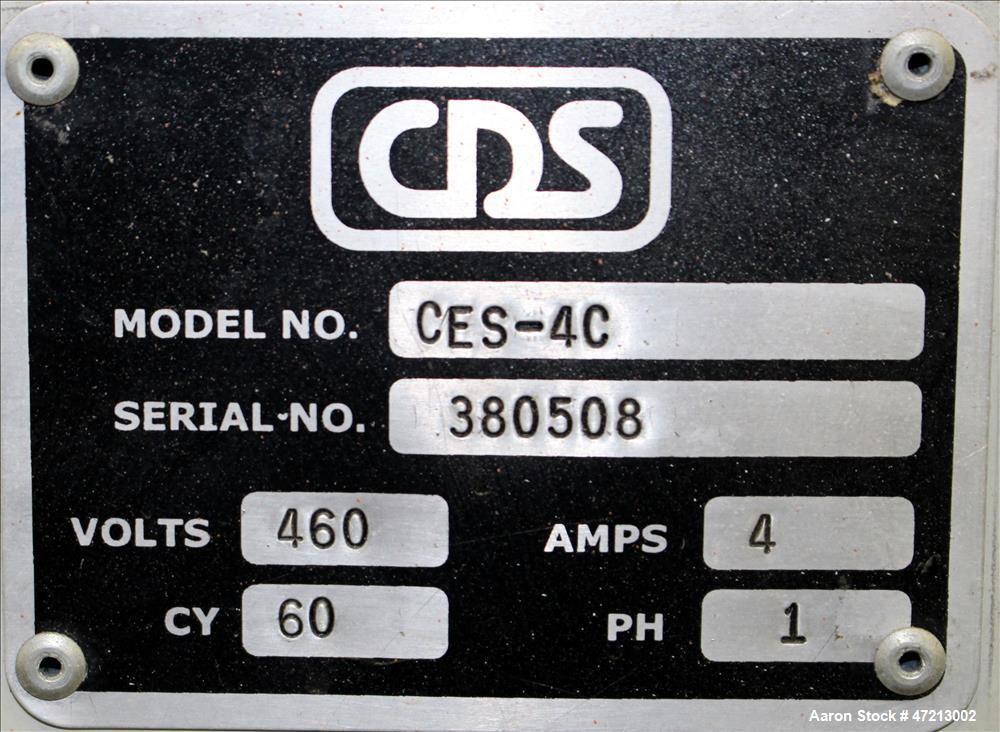 CDS
MODEL NO. CES-4C
SERIAL NO. 380508
VOLTS 460 AMPS 4
CY 60 PH 1
Aaron Stock # 47213002